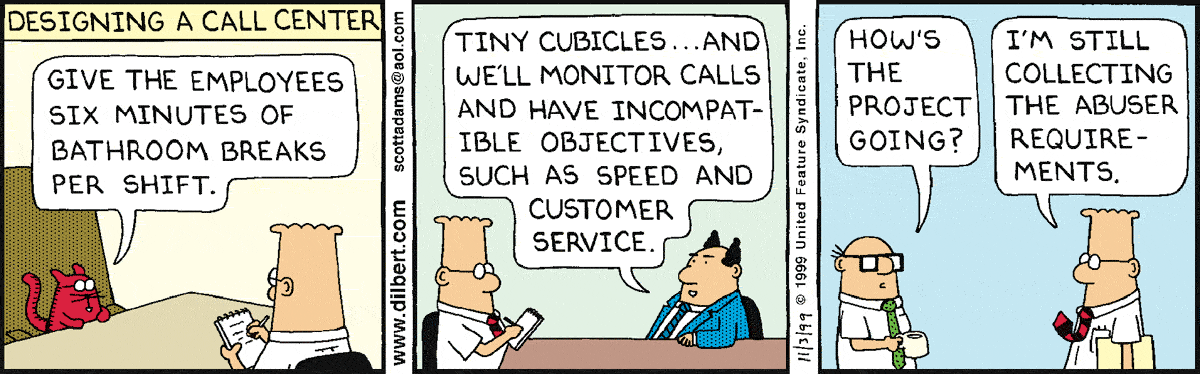 DESIGNING A CALL CENTER
GIVE THE EMPLOYEES
SIX MINUTES OF
BATHROOM BREAKS
PER SHIFT.
www.dilbert.com scottadams@aol.com
TINY CUBICLES...AND
WE'LL MONITOR CALLS
AND HAVE INCOMPAT-
IBLE OBJECTIVES,
SUCH AS SPEED AND
CUSTOMER
SERVICE.
11/3/99 © 1999 United Feature Syndicate, Inc.
HOW'S
THE
PROJECT
GOING?
I'M STILL
COLLECTING
THE ABUSER
REQUIRE-
MENTS.